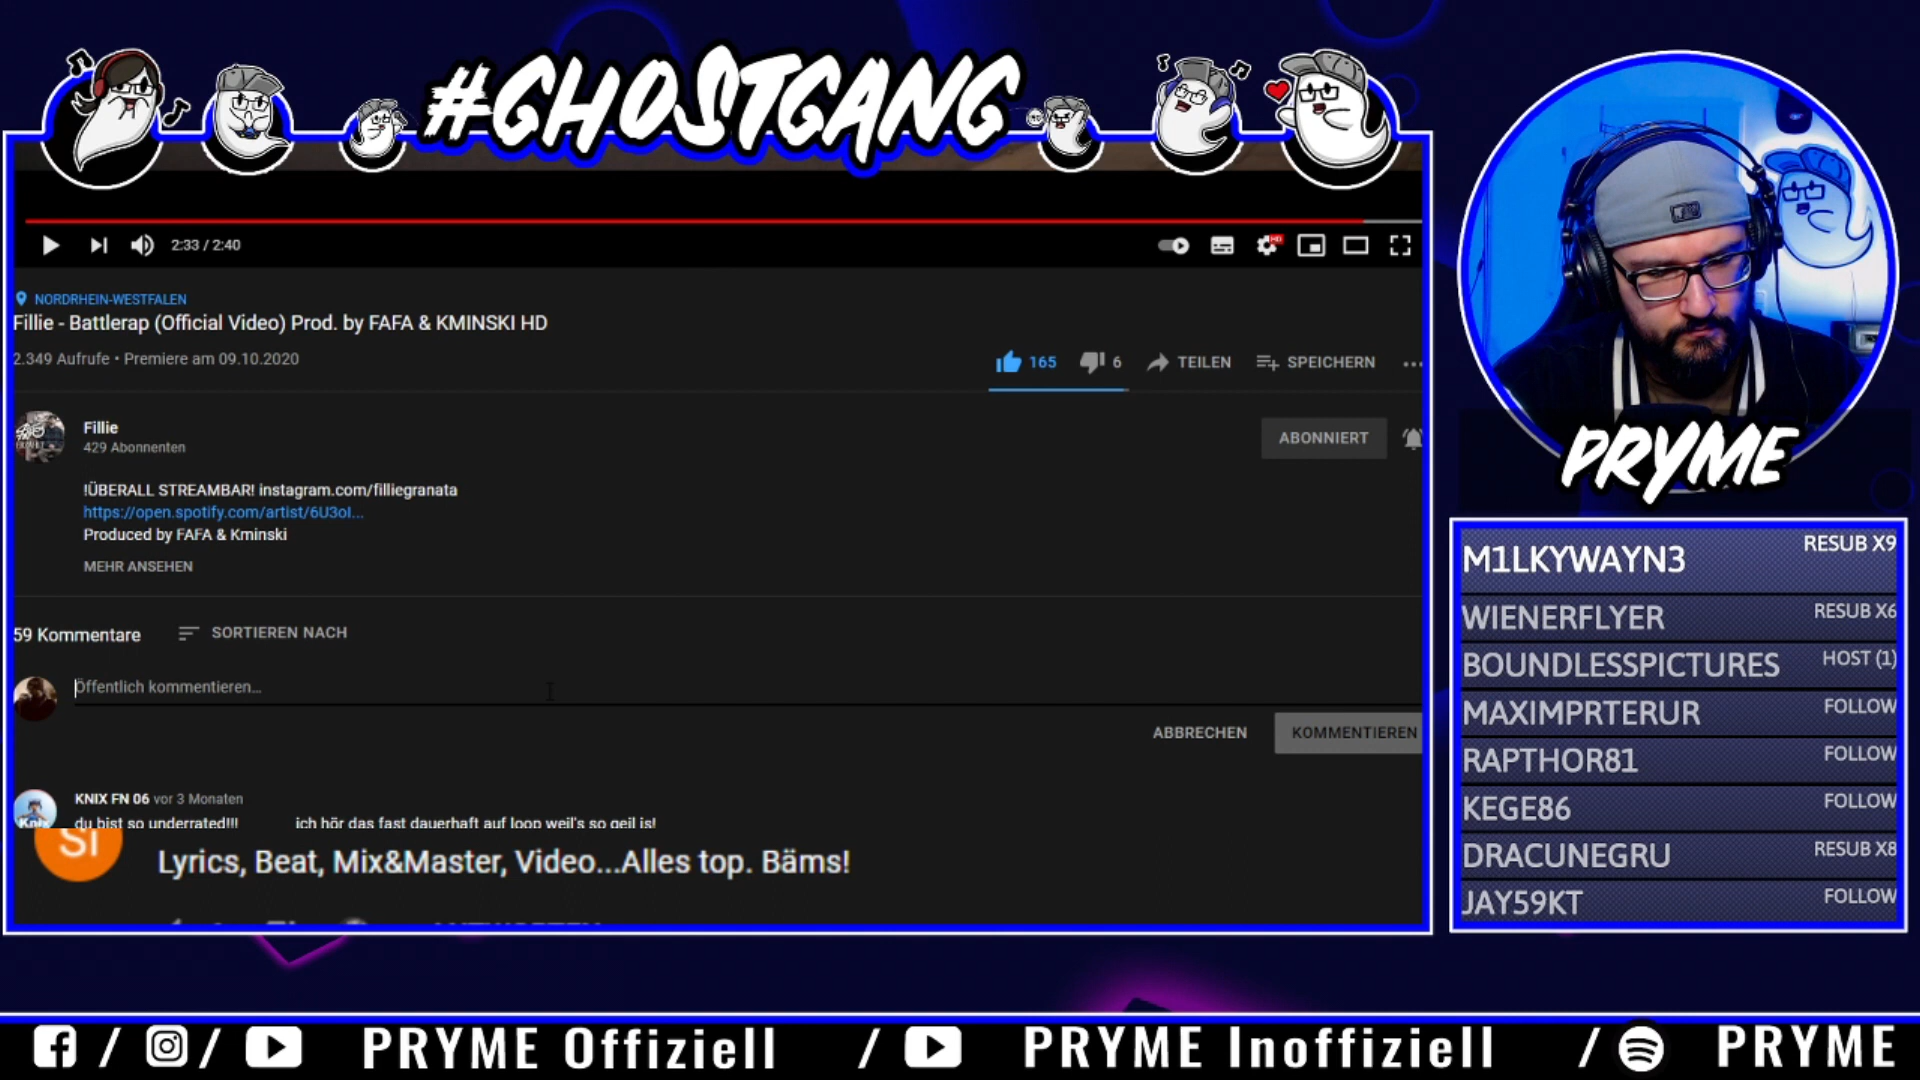 #GHOSTGANG
2:33 / 2:40
HD
NORDRHEIN-WESTFALEN
Fillie - Battlerap (Official Video) Prod. by FAFA & KMINSKI HD
2.349 Aufrufe • Premiere am 09.10.2020
165
6
TEILEN
SPEICHERN
Fillie
429 Abonnenten
ABONNIERT
!ÜBERALL STREAMBAR! instagram.com/filliegranata
https://open.spotify.com/artist/6U3oI...
Produced by FAFA & Kminski
MEHR ANSEHEN
59 Kommentare
SORTIEREN NACH
Öffentlich kommentieren...
ABBRECHEN
KOMMENTIEREN
KNIX FN 06 vor 3 Monaten
du bist so underrated!!! ich hör das fast dauerhaft auf loop weil's so geil is!
SI
Lyrics, Beat, Mix&Master, Video...Alles top. Bäms!
PRYME
M1LKYWAYN3 RESUB X9
WIENERFLYER RESUB X6
BOUNDLESSPICTURES HOST (1)
MAXIMPRTERUR FOLLOW
RAPTHOR81 FOLLOW
KEGE86 FOLLOW
DRACUNEGRU RESUB X8
JAY59KT FOLLOW
/ / PRYME Offiziell / PRYME Inoffiziell / PRYME